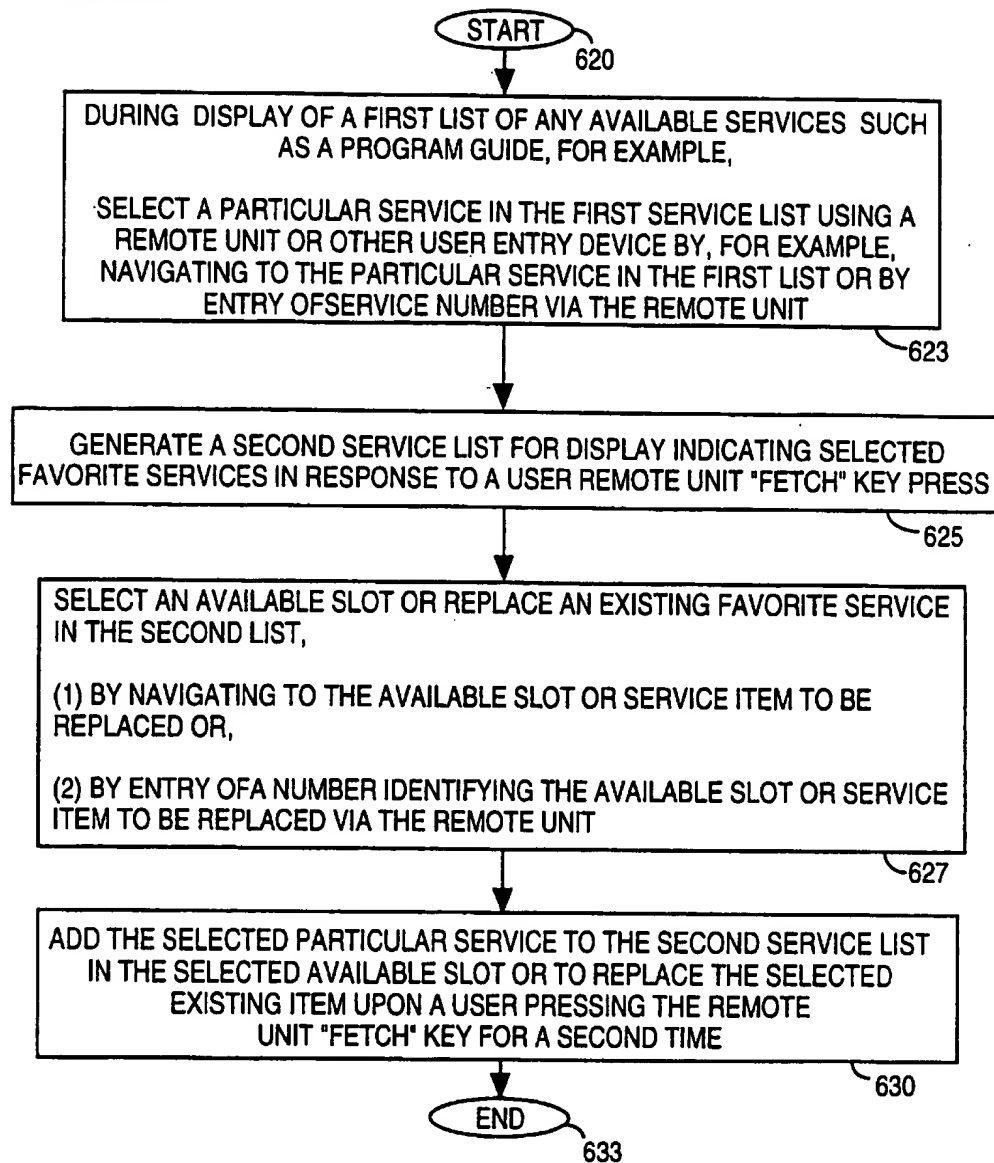 START
620
DURING DISPLAY OF A FIRST LIST OF ANY AVAILABLE SERVICES SUCH
AS A PROGRAM GUIDE, FOR EXAMPLE,
SELECT A PARTICULAR SERVICE IN THE FIRST SERVICE LIST USING A
REMOTE UNIT OR OTHER USER ENTRY DEVICE BY, FOR EXAMPLE,
NAVIGATING TO THE PARTICULAR SERVICE IN THE FIRST LIST OR BY
ENTRY OFSERVICE NUMBER VIA THE REMOTE UNIT
623
GENERATE A SECOND SERVICE LIST FOR DISPLAY INDICATING SELECTED
FAVORITE SERVICES IN RESPONSE TO A USER REMOTE UNIT "FETCH" KEY PRESS
625
SELECT AN AVAILABLE SLOT OR REPLACE AN EXISTING FAVORITE SERVICE
IN THE SECOND LIST,
(1) BY NAVIGATING TO THE AVAILABLE SLOT OR SERVICE ITEM TO BE
REPLACED OR,
(2) BY ENTRY OFA NUMBER IDENTIFYING THE AVAILABLE SLOT OR SERVICE
ITEM TO BE REPLACED VIA THE REMOTE UNIT
627
ADD THE SELECTED PARTICULAR SERVICE TO THE SECOND SERVICE LIST
IN THE SELECTED AVAILABLE SLOT OR TO REPLACE THE SELECTED
EXISTING ITEM UPON A USER PRESSING THE REMOTE
UNIT "FETCH" KEY FOR A SECOND TIME
630
END
633